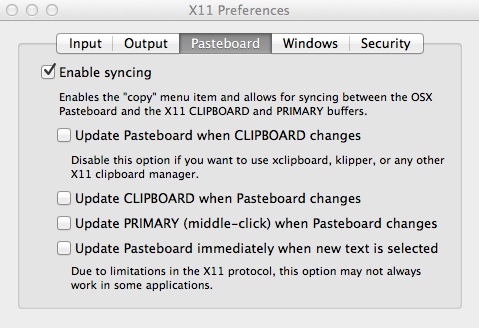 X11 Preferences
Input Output Pasteboard Windows Security
Enable syncing
Enables the "copy" menu item and allows for syncing between the OSX
Pasteboard and the X11 CLIPBOARD and PRIMARY buffers.
Update Pasteboard when CLIPBOARD changes
Disable this option if you want to use xclipboard, klipper, or any other
X11 clipboard manager.
Update CLIPBOARD when Pasteboard changes
Update PRIMARY (middle-click) when Pasteboard changes
Update Pasteboard immediately when new text is selected
Due to limitations in the X11 protocol, this option may not always
work in some applications.